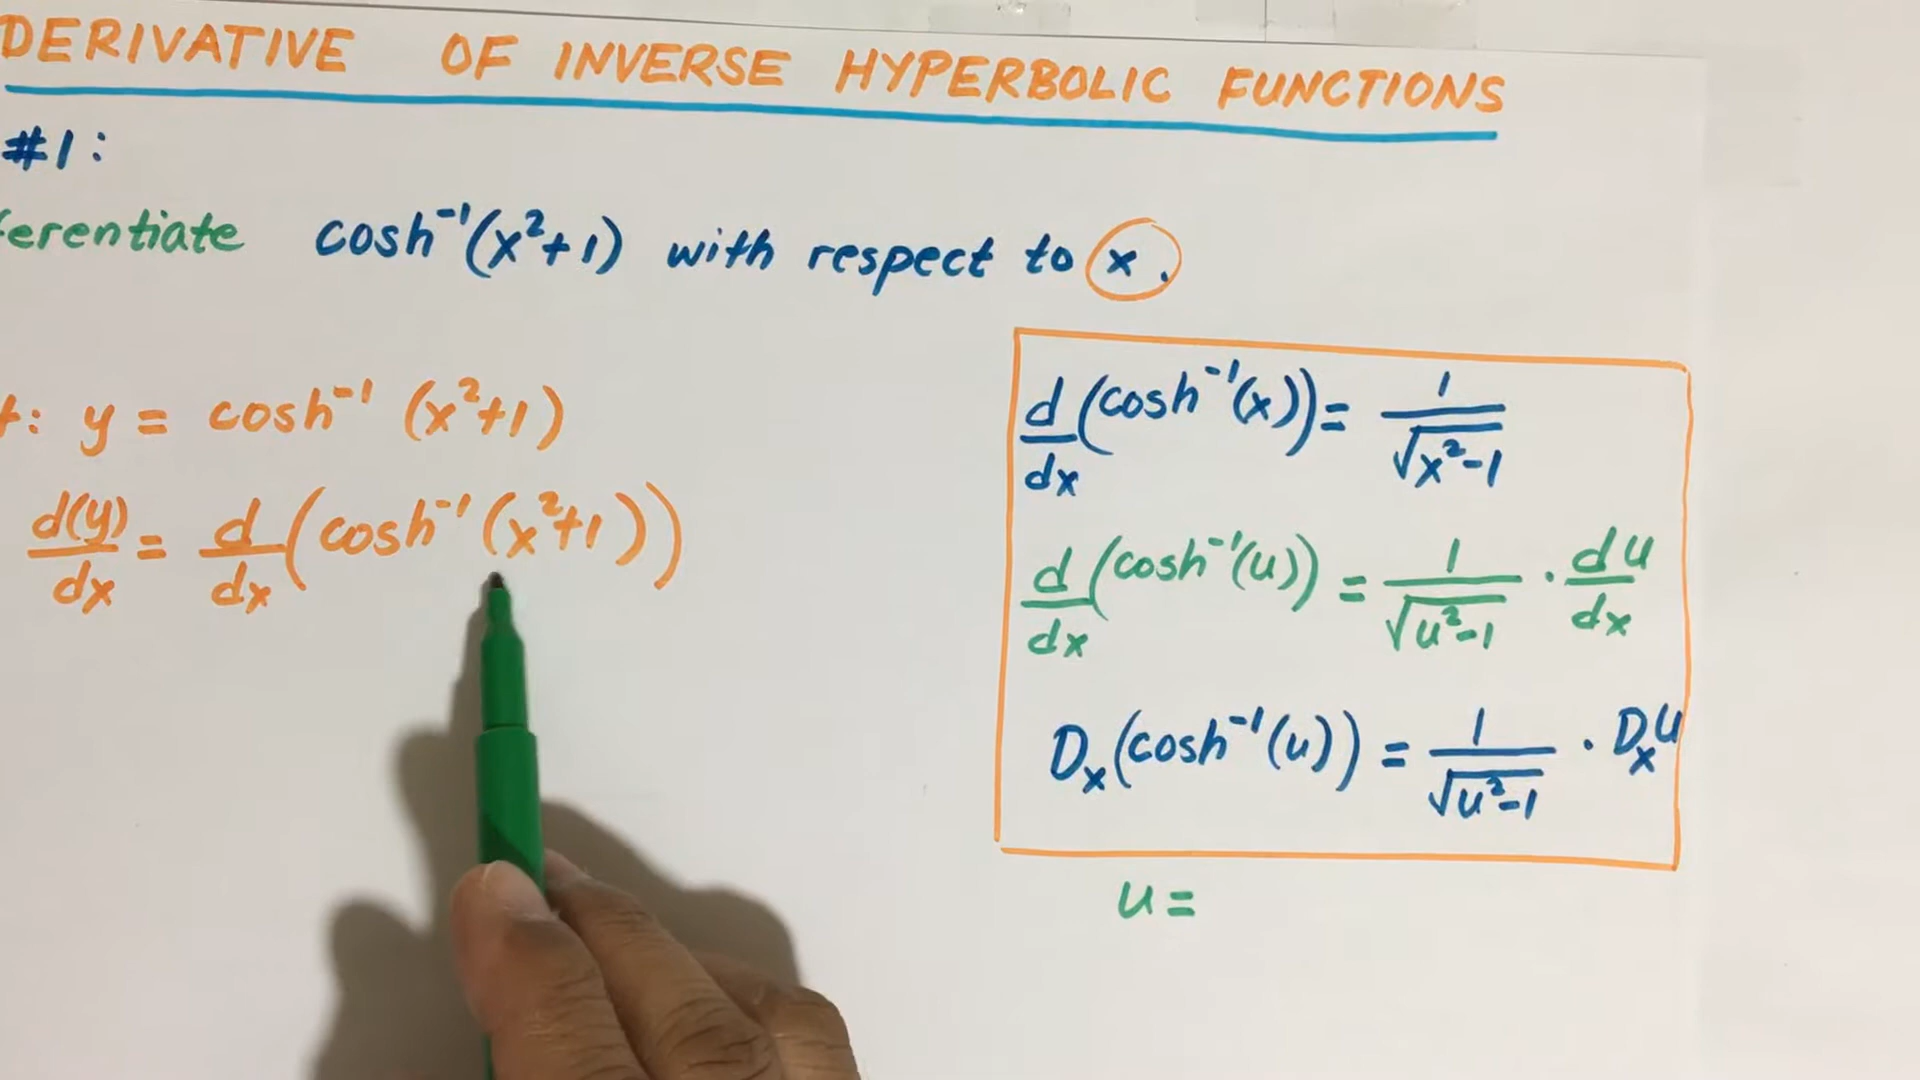 DERIVATIVE OF INVERSE HYPERBOLIC FUNCTIONS
#1:
ferentiate cosh⁻¹(x²+1) with respect to x.
t: y = cosh⁻¹ (x²+1)
d(y)/dx = d/dx (cosh⁻¹(x²+1))
d/dx (cosh⁻¹(x)) = 1/√(x²-1)
d/dx (cosh⁻¹(u)) = 1/√(u²-1) · du/dx
Dₓ(cosh⁻¹(u)) = 1/√(u²-1) · Dₓu
u =